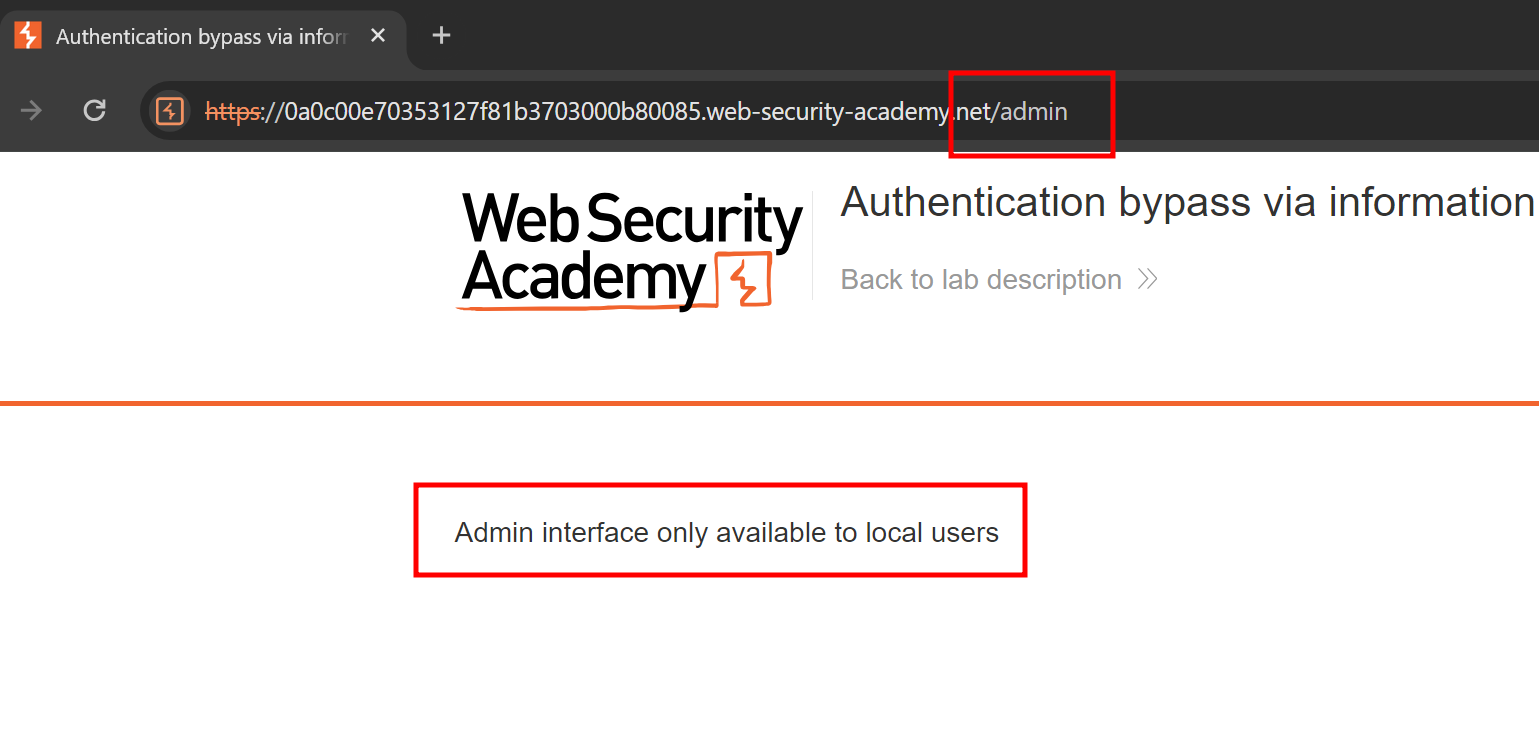 Authentication bypass via infor
https://0a0c00e70353127f81b3703000b80085.web-security-academy.net/admin
Web Security
Academy
Authentication bypass via information
Back to lab description
Admin interface only available to local users